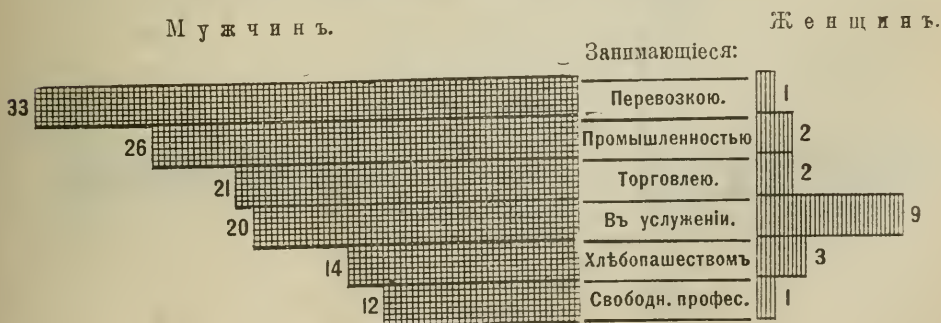 Мужчинъ.
Женщинъ.
Занимающіеся:
33 Перевозкою. 1
26 Промышленностью 2
21 Торговлею. 2
20 Въ услуженіи. 9
14 Хлѣбопашествомъ 3
12 Свободн. професс. 1